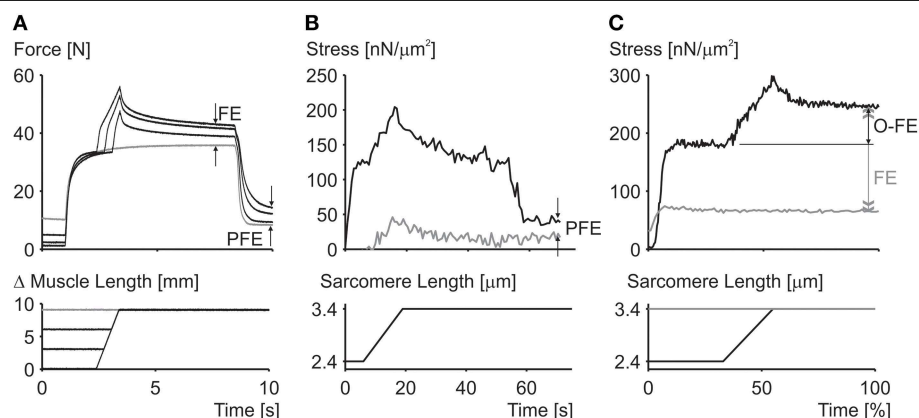 A
Force [N]
60
40
20
0
FE
PFE
Δ Muscle Length [mm]
10
5
0
0
5
10
Time [s]
B
Stress [nN/μm²]
250
200
150
100
50
0
PFE
Sarcomere Length [μm]
3.4
2.4
0
20
40
60
Time [s]
C
Stress [nN/μm²]
300
200
100
0
O-FE
FE
Sarcomere Length [μm]
3.4
2.4
0
50
100
Time [%]